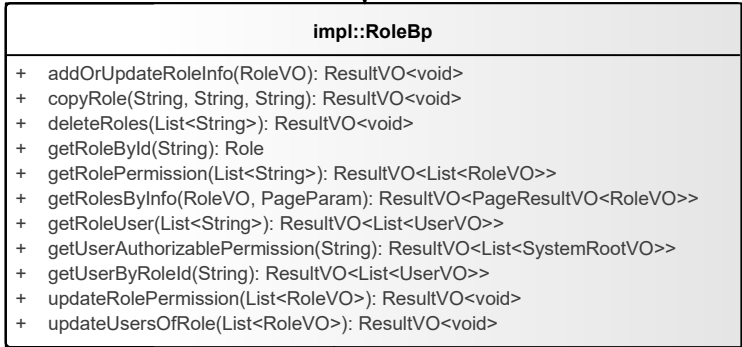 impl::RoleBp
+ addOrUpdateRoleInfo(RoleVO): ResultVO<void>
+ copyRole(String, String, String): ResultVO<void>
+ deleteRoles(List<String>): ResultVO<void>
+ getRoleById(String): Role
+ getRolePermission(List<String>): ResultVO<List<RoleVO>>
+ getRolesByInfo(RoleVO, PageParam): ResultVO<PageResultVO<RoleVO>>
+ getRoleUser(List<String>): ResultVO<List<UserVO>>
+ getUserAuthorizablePermission(String): ResultVO<List<SystemRootVO>>
+ getUserByRoleId(String): ResultVO<List<UserVO>>
+ updateRolePermission(List<RoleVO>): ResultVO<void>
+ updateUsersOfRole(List<RoleVO>): ResultVO<void>